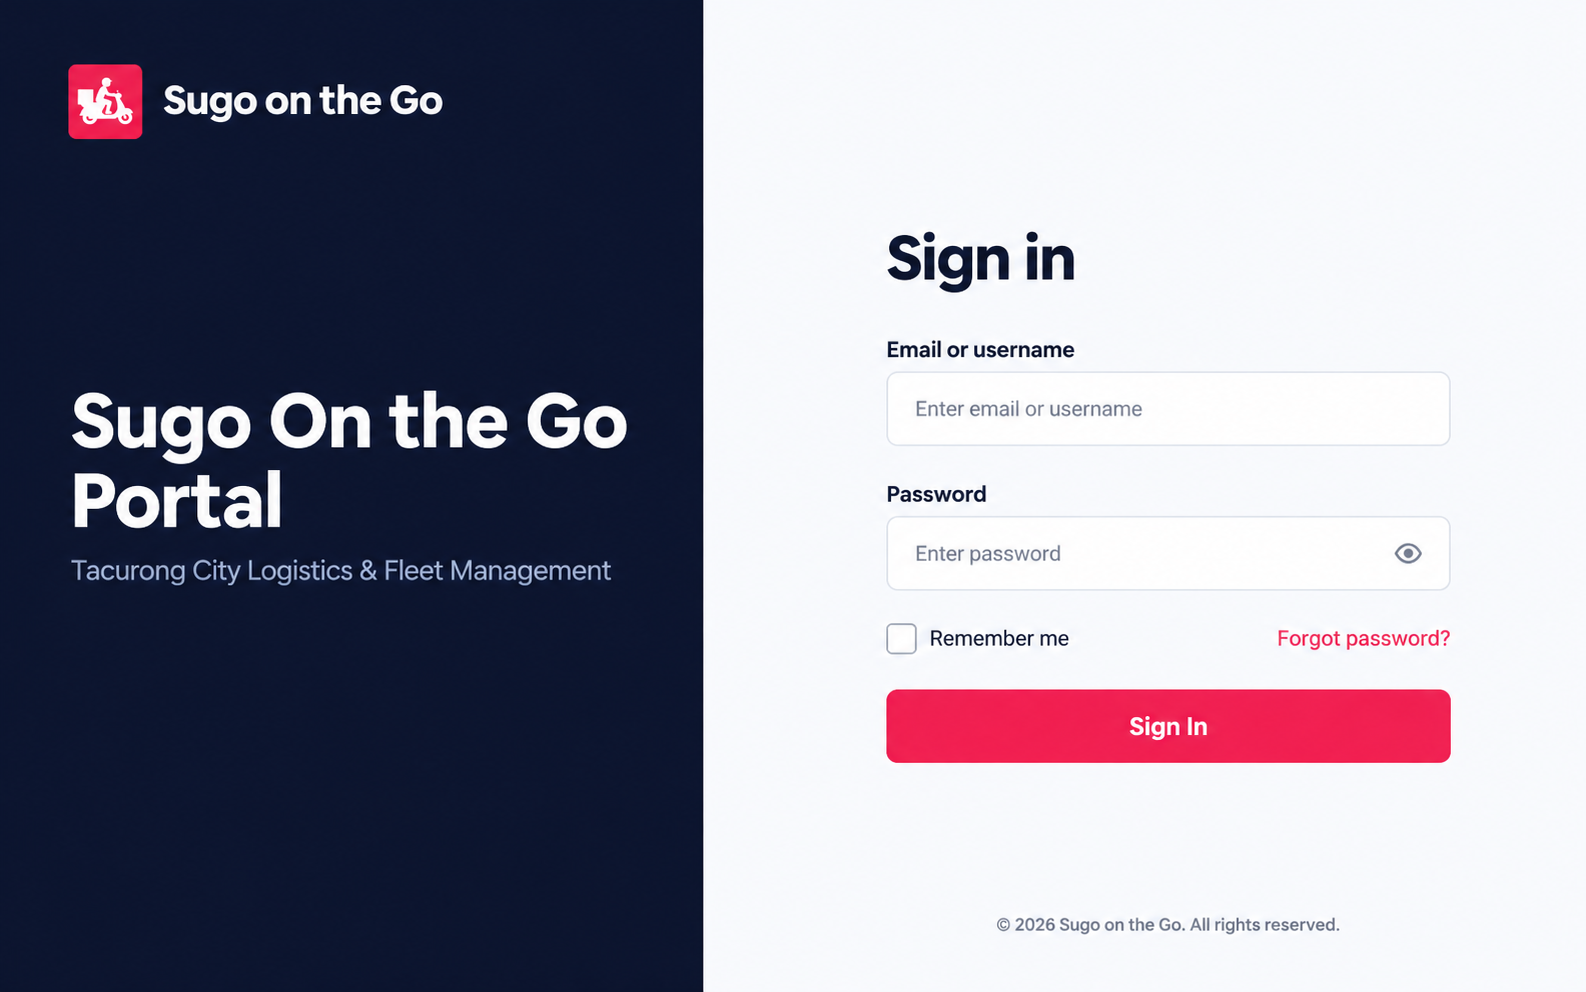 Sugo on the Go
Sugo On the Go
Portal
Tacurong City Logistics & Fleet Management
Sign in
Email or username
Enter email or username
Password
Enter password
Remember me
Forgot password?
Sign In
© 2026 Sugo on the Go. All rights reserved.